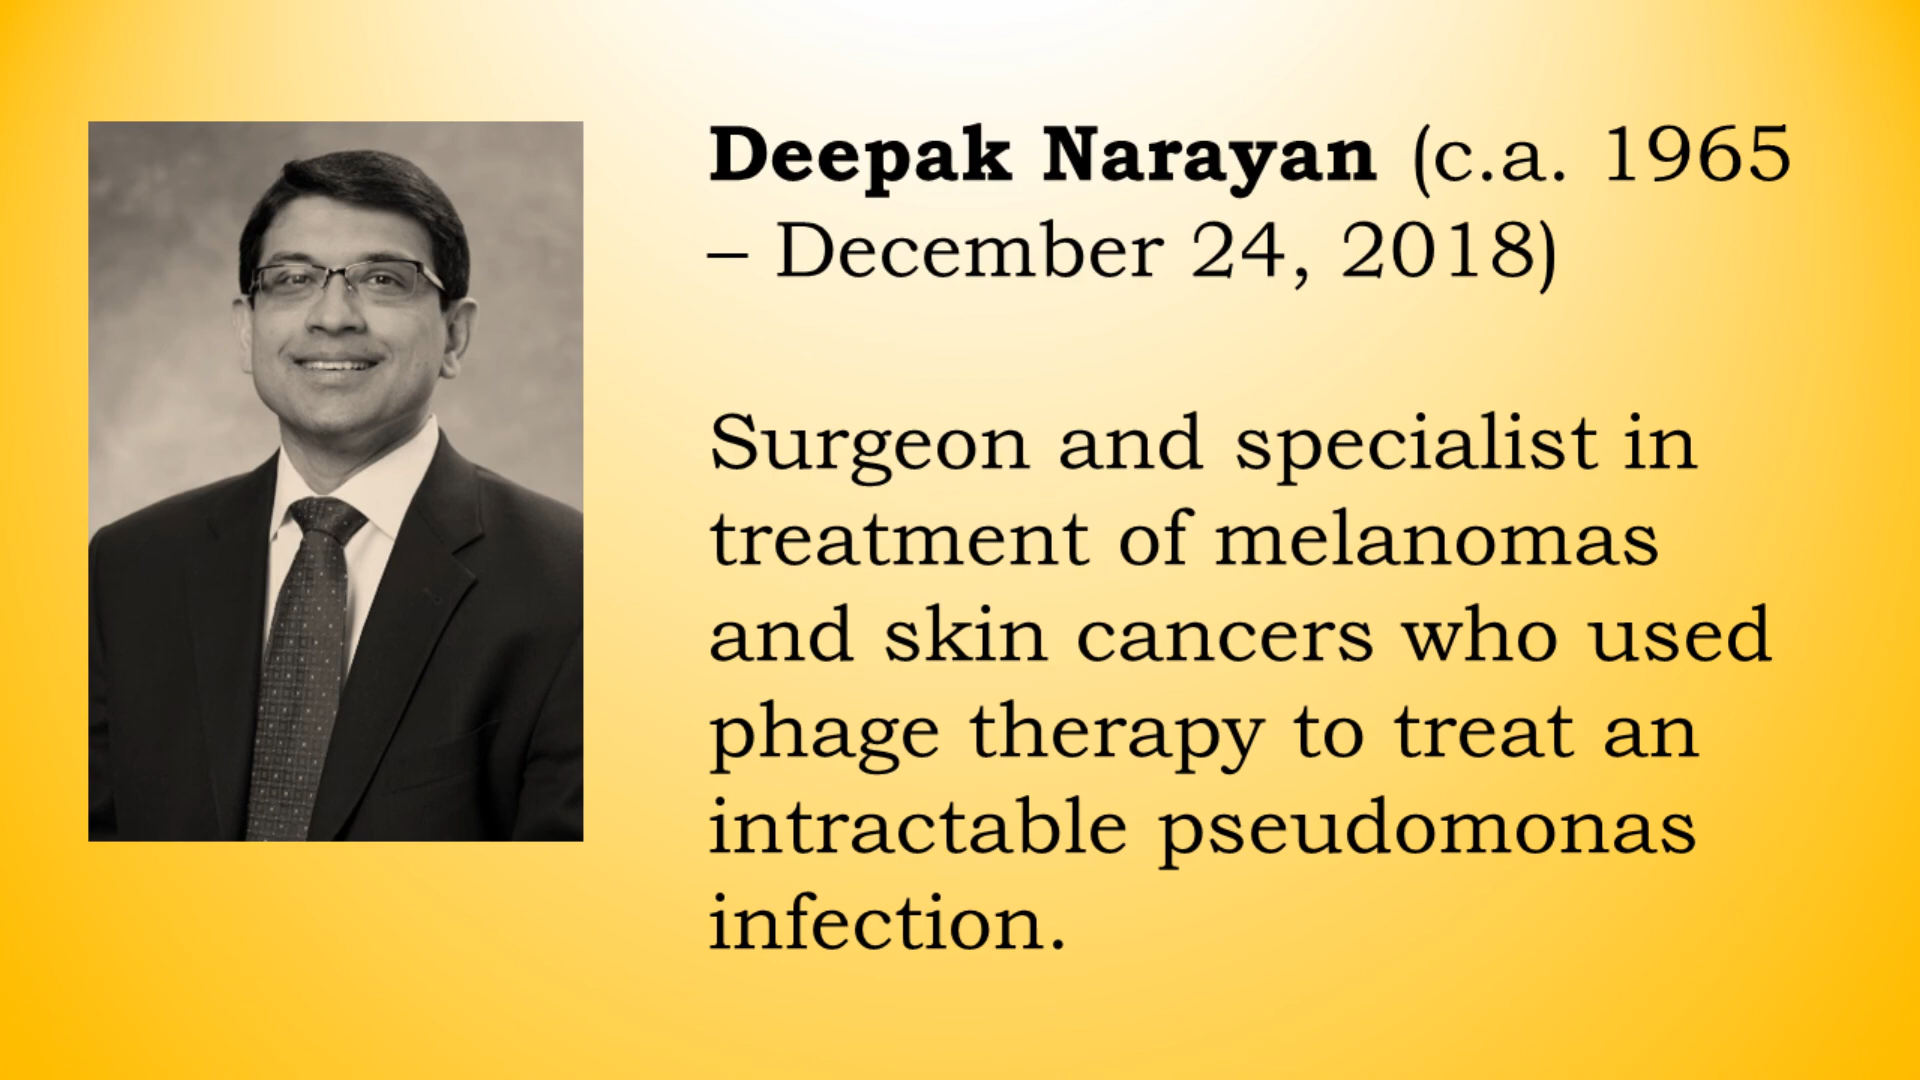 Deepak Narayan (c.a. 1965
– December 24, 2018)
Surgeon and specialist in
treatment of melanomas
and skin cancers who used
phage therapy to treat an
intractable pseudomonas
infection.